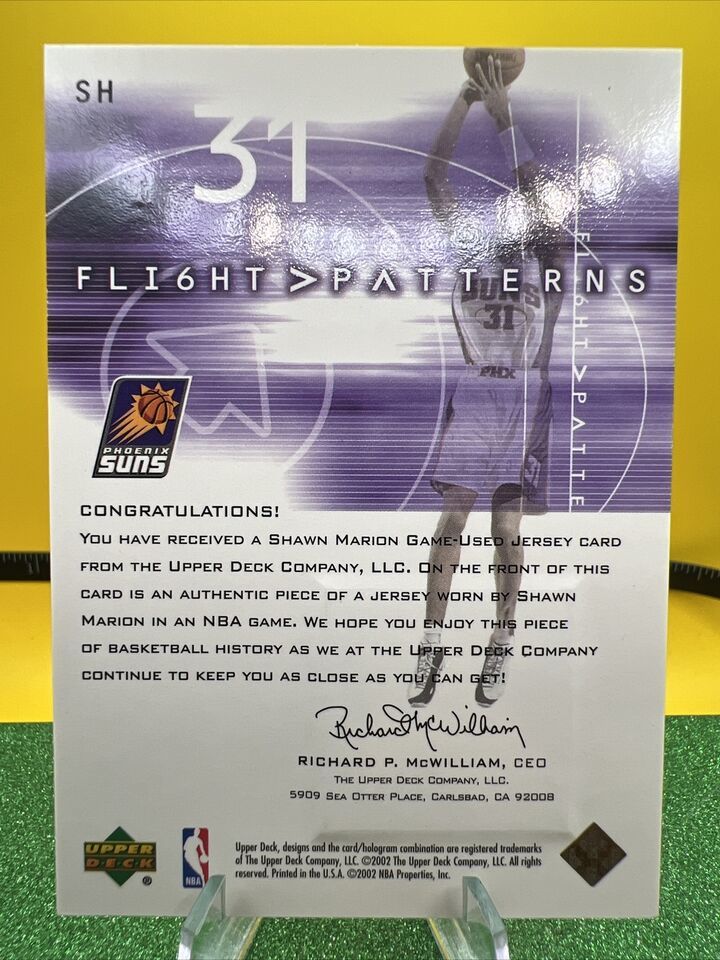 SH
31
FLI6HT>PATTERNS
SUNS
31
PHX
FLI6HT>PATTE
PHOENIX
SUNS
CONGRATULATIONS!
YOU HAVE RECEIVED A SHAWN MARION GAME-USED JERSEY CARD
FROM THE UPPER DECK COMPANY, LLC. ON THE FRONT OF THIS
CARD IS AN AUTHENTIC PIECE OF A JERSEY WORN BY SHAWN
MARION IN AN NBA GAME. WE HOPE YOU ENJOY THIS PIECE
OF BASKETBALL HISTORY AS WE AT THE UPPER DECK COMPANY
CONTINUE TO KEEP YOU AS CLOSE AS YOU CAN GET!
Richard P. McWilliam
RICHARD P. MCWILLIAM, CEO
THE UPPER DECK COMPANY, LLC.
5909 SEA OTTER PLACE, CARLSBAD, CA 92008
UPPER
DECK
®
NBA
Upper Deck, designs and the card/hologram combination are registered trademarks
of The Upper Deck Company, LLC. ©2002 The Upper Deck Company, LLC. All rights
reserved. Printed in the U.S.A. ©2002 NBA Properties, Inc.